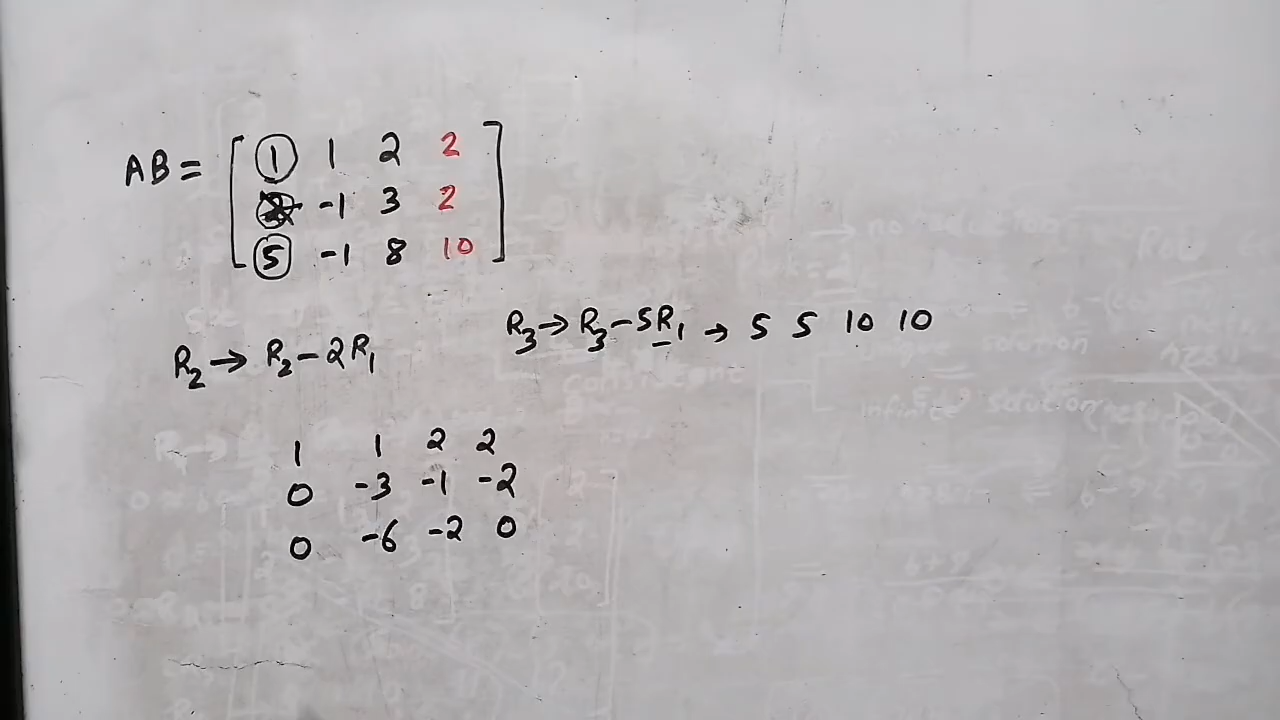 AB = [ 1 1 2 2
2 -1 3 2
5 -1 8 10 ]
R3 → R3 - 5R1 → 5 5 10 10
R2 → R2 - 2R1
1 1 2 2
0 -3 -1 -2
0 -6 -2 0